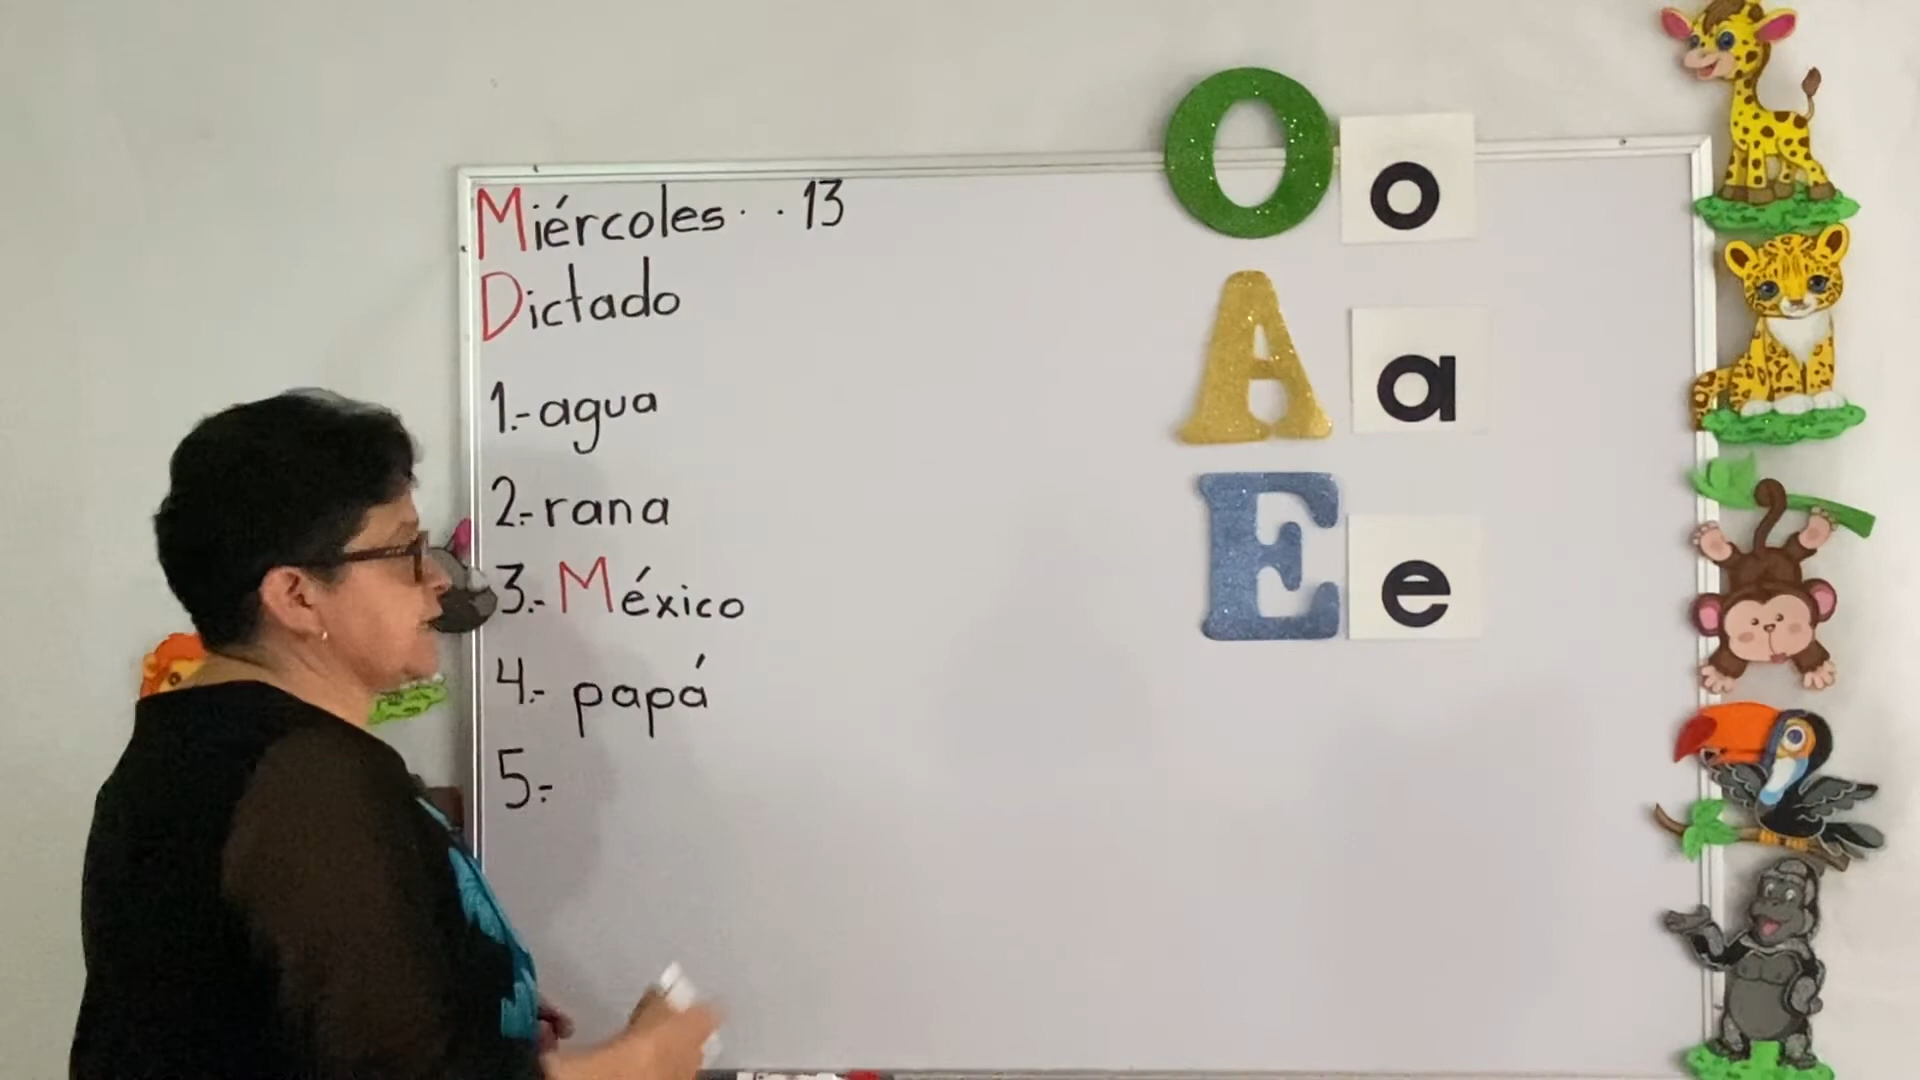 Miércoles . . 13
Dictado
1.- agua
2.- rana
3.- México
4.- papá
5.-
O o
A a
E e